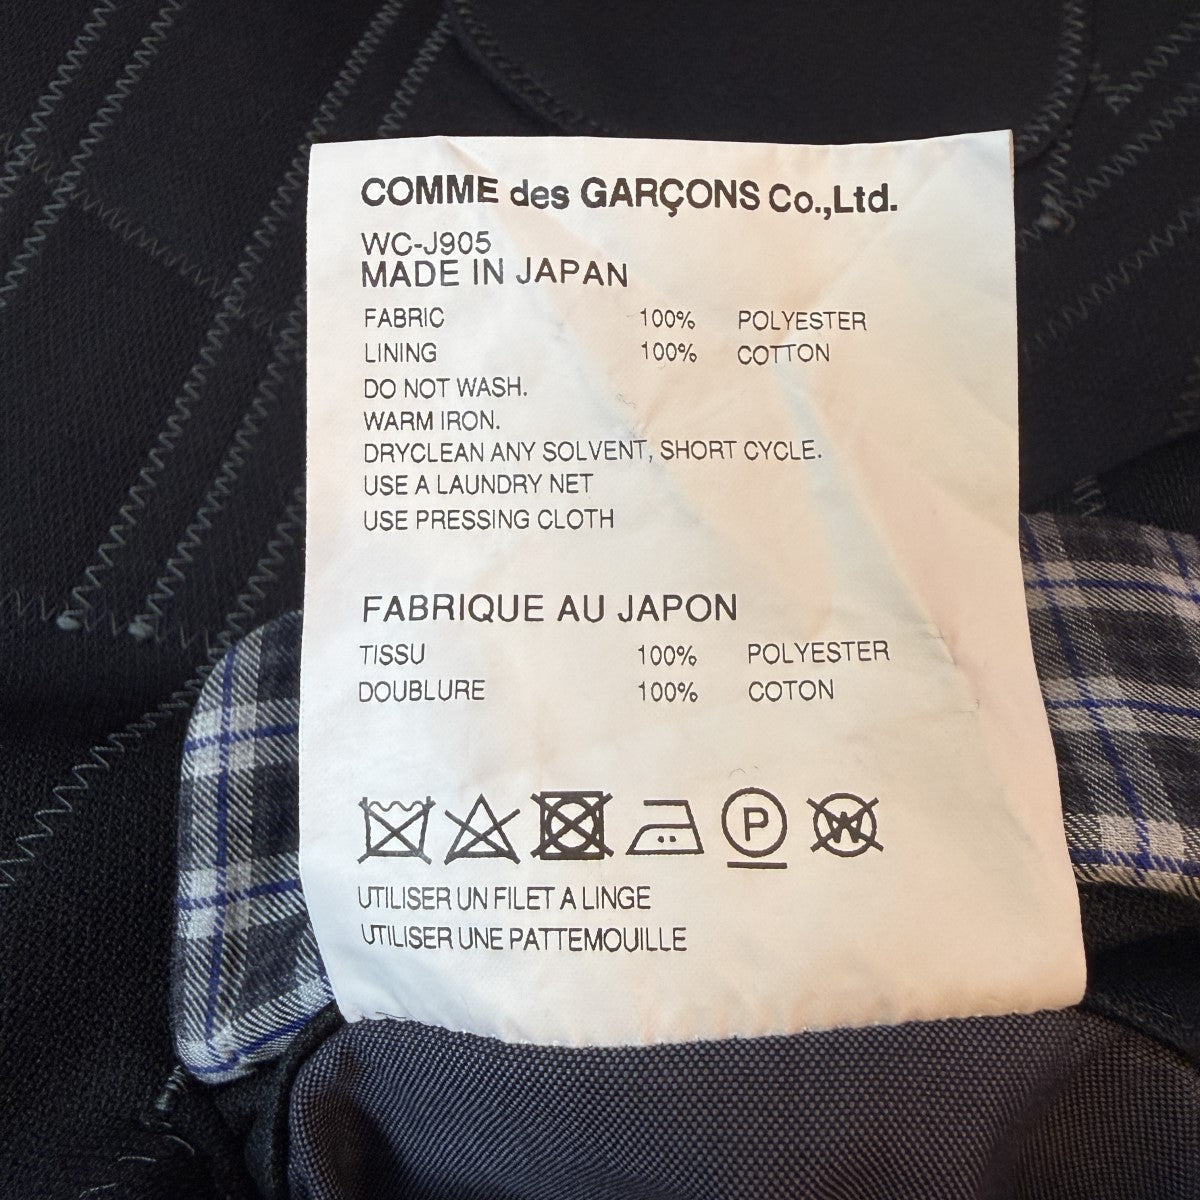 COMME des GARÇONS Co.,Ltd.
WC-J905
MADE IN JAPAN
FABRIC 100% POLYESTER
LINING 100% COTTON
DO NOT WASH.
WARM IRON.
DRYCLEAN ANY SOLVENT, SHORT CYCLE.
USE A LAUNDRY NET
USE PRESSING CLOTH
FABRIQUE AU JAPON
TISSU 100% POLYESTER
DOUBLURE 100% COTON
P W
UTILISER UN FILET A LINGE
UTILISER UNE PATTEMOUILLE